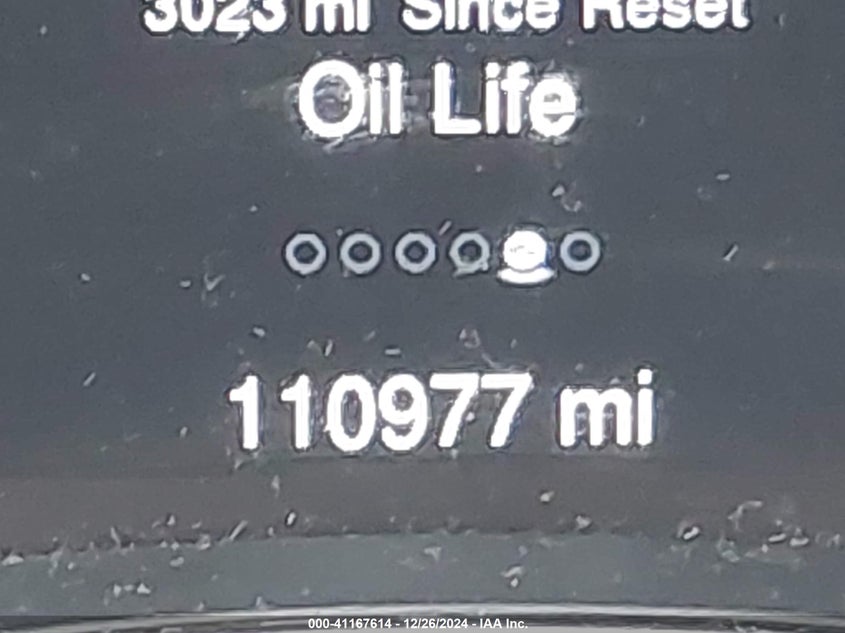 3023 mi Since Reset
Oil Life
110977 mi
000-41167614 - 12/26/2024 - IAA Inc.